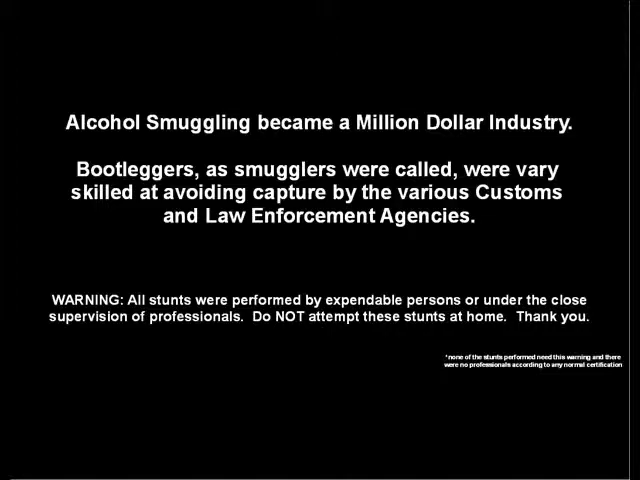 Alcohol Smuggling became a Million Dollar Industry.
Bootleggers, as smugglers were called, were vary
skilled at avoiding capture by the various Customs
and Law Enforcement Agencies.
WARNING: All stunts were performed by expendable persons or under the close
supervision of professionals.  Do NOT attempt these stunts at home.  Thank you.
*none of the stunts performed need this warning and there
were no professionals according to any normal certification